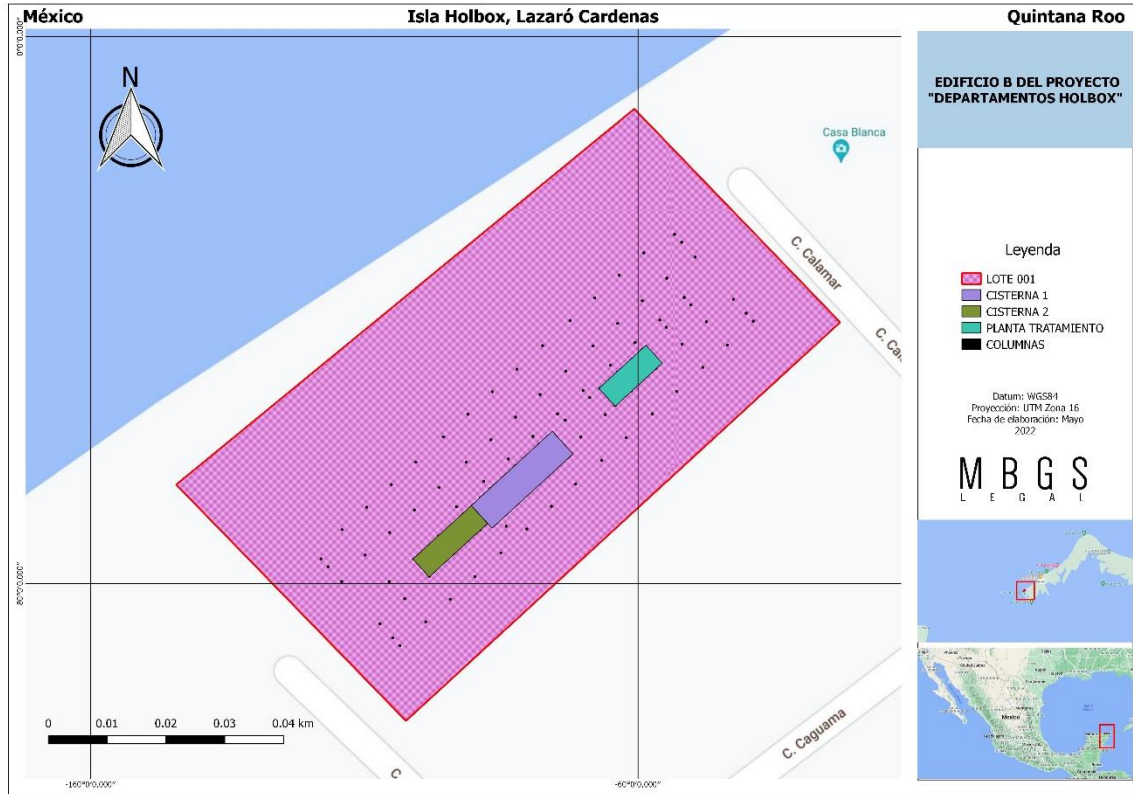 México
Isla Holbox, Lazaró Cardenas
Quintana Roo
0°0'0.000"
N
Casa Blanca
C. Calamar
C. Cal
80°0'0.000"
0 0.01 0.02 0.03 0.04 km
C
C. Caguama
-160°0'0.000"
-60°0'0.000"
EDIFICIO B DEL PROYECTO
"DEPARTAMENTOS HOLBOX"
Leyenda
LOTE 001
CISTERNA 1
CISTERNA 2
PLANTA TRATAMIENTO
COLUMNAS
Datum: WGS84
Proyección: UTM Zona 16
Fecha de elaboración: Mayo
2022
MBGS
LEGAL
Mexico